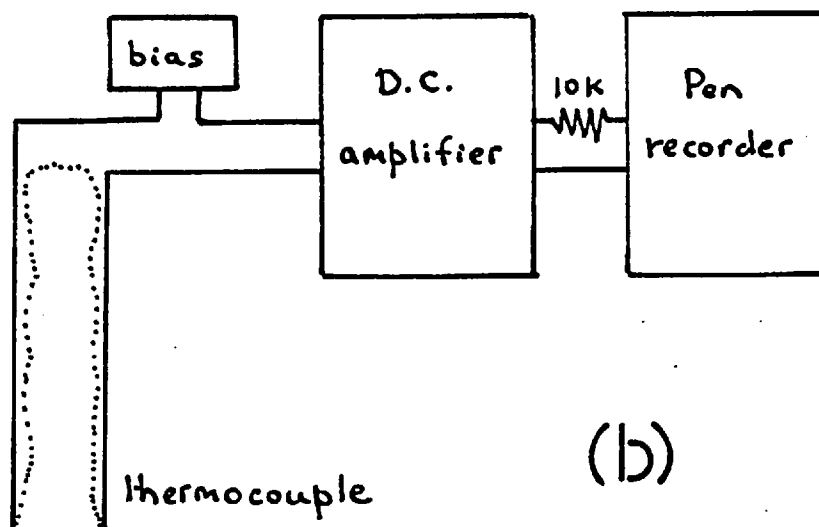 bias
D.C.
amplifier
10K
Pen
recorder
thermocouple
(b)